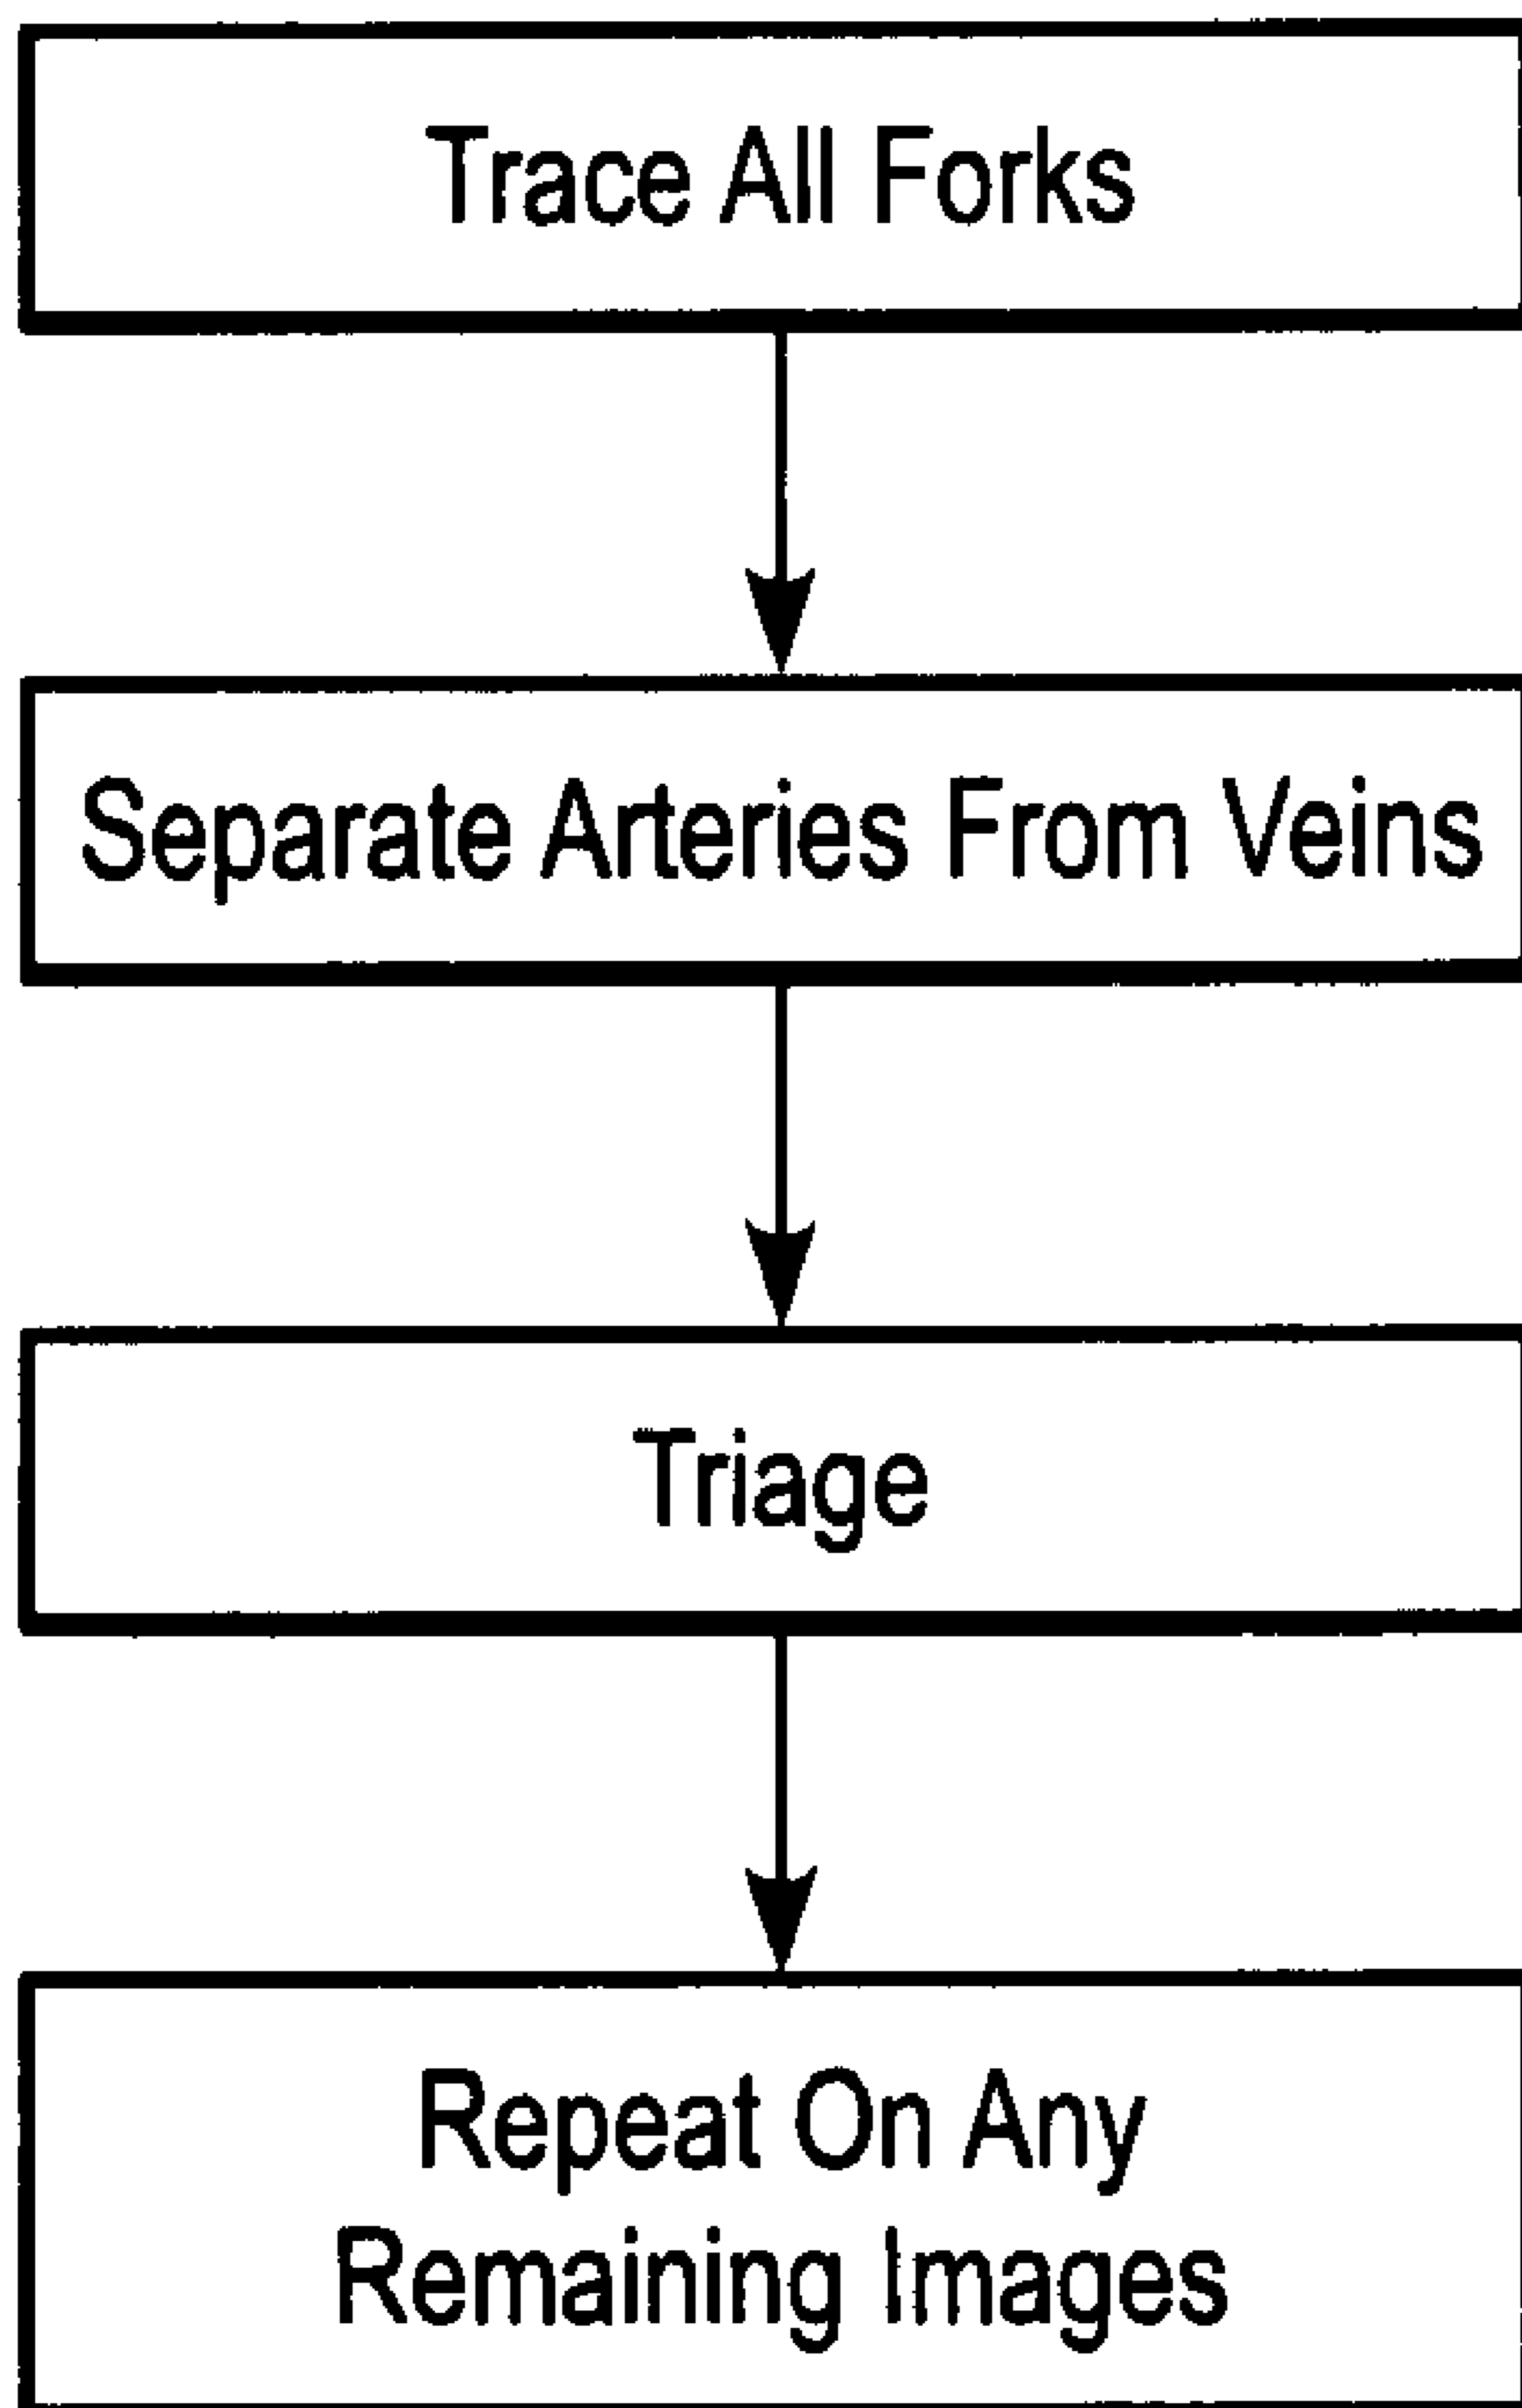 Trace All Forks
Separate Arteries From Veins
Triage
Repeat On Any
Remaining Images